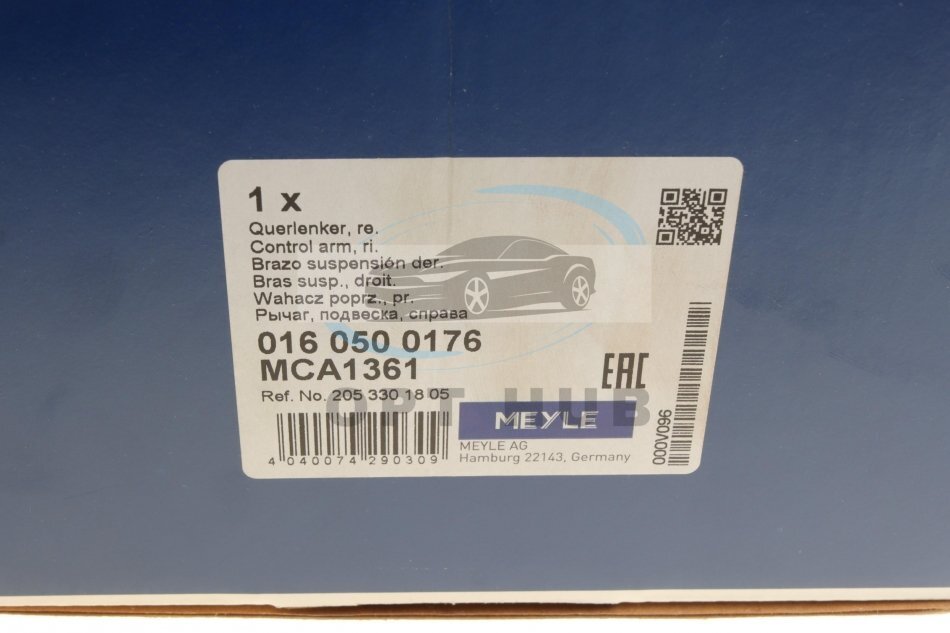 1 x
Querlenker, re.
Control arm, ri.
Brazo suspensión der.
Bras susp., droit.
Wahacz poprz., pr.
Рычаг, подвеска, справа
016 050 0176
MCA1361
Ref. No. 205 330 18 05
EAC
OPT HUB
MEYLE
MEYLE AG
Hamburg 22143, Germany
4 040074 290309
000V096